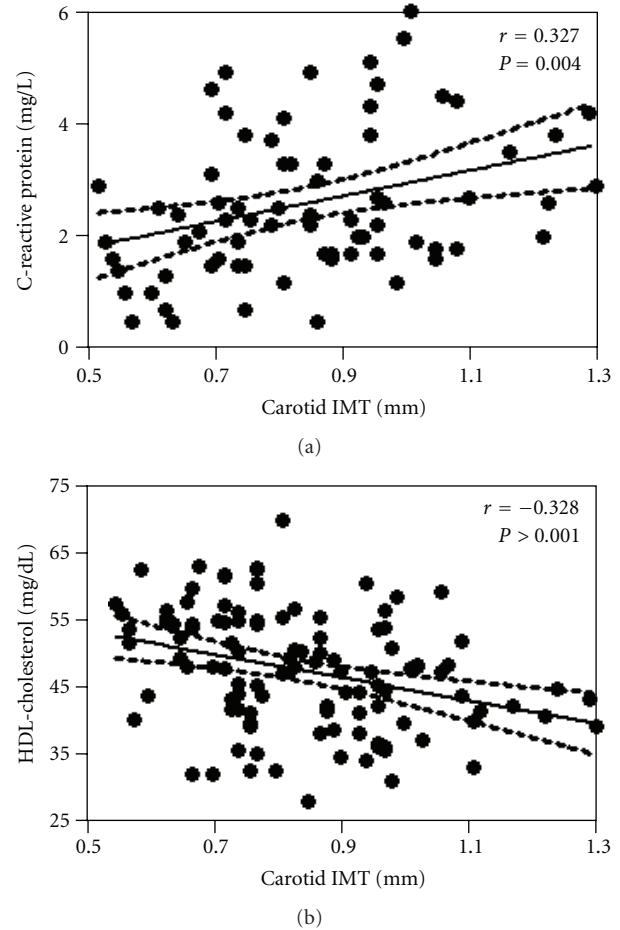 6
4
2
0
C-reactive protein (mg/L)
r = 0.327
P = 0.004
0.5 0.7 0.9 1.1 1.3
Carotid IMT (mm)
(a)
75
65
55
45
35
25
HDL-cholesterol (mg/dL)
r = −0.328
P > 0.001
0.5 0.7 0.9 1.1 1.3
Carotid IMT (mm)
(b)